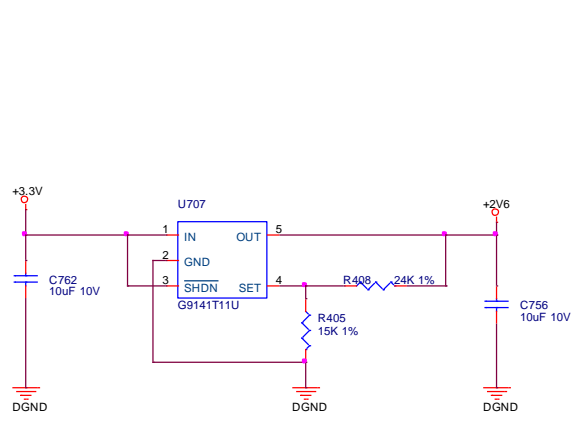 +3.3V
U707
+2V6
1
IN
OUT
5
2
GND
3
SHDN
SET
4
G9141T11U
R408
24K 1%
C762
10uF 10V
R405
15K 1%
C756
10uF 10V
DGND
DGND
DGND